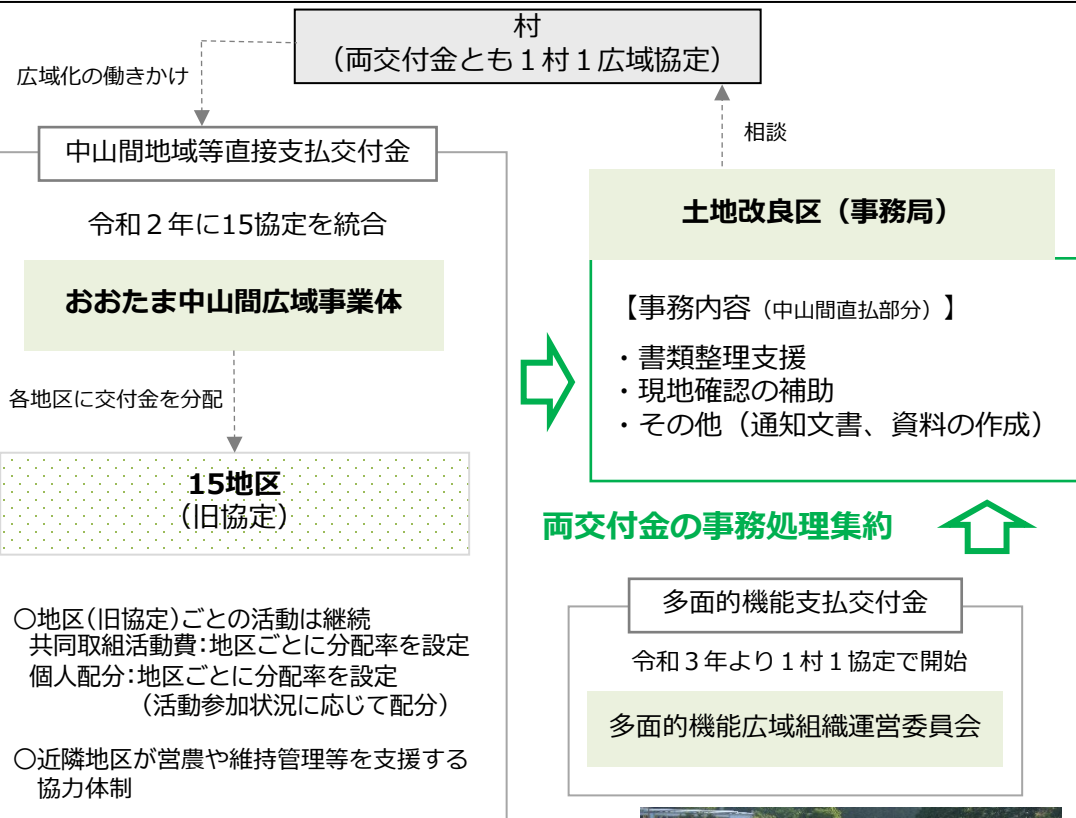 村
（両交付金とも１村１広域協定）
広域化の働きかけ
中山間地域等直接支払交付金
令和２年に15協定を統合
おおたま中山間広域事業体
各地区に交付金を分配
15地区
（旧協定）
〇地区（旧協定）ごとの活動は継続
共同取組活動費：地区ごとに分配率を設定
個人配分：地区ごとに分配率を設定
（活動参加状況に応じて配分）
〇近隣地区が営農や維持管理等を支援する
協力体制
相談
土地改良区（事務局）
【事務内容（中山間直払部分）】
・書類整理支援
・現地確認の補助
・その他（通知文書、資料の作成）
両交付金の事務処理集約
多面的機能支払交付金
令和３年より１村１協定で開始
多面的機能広域組織運営委員会